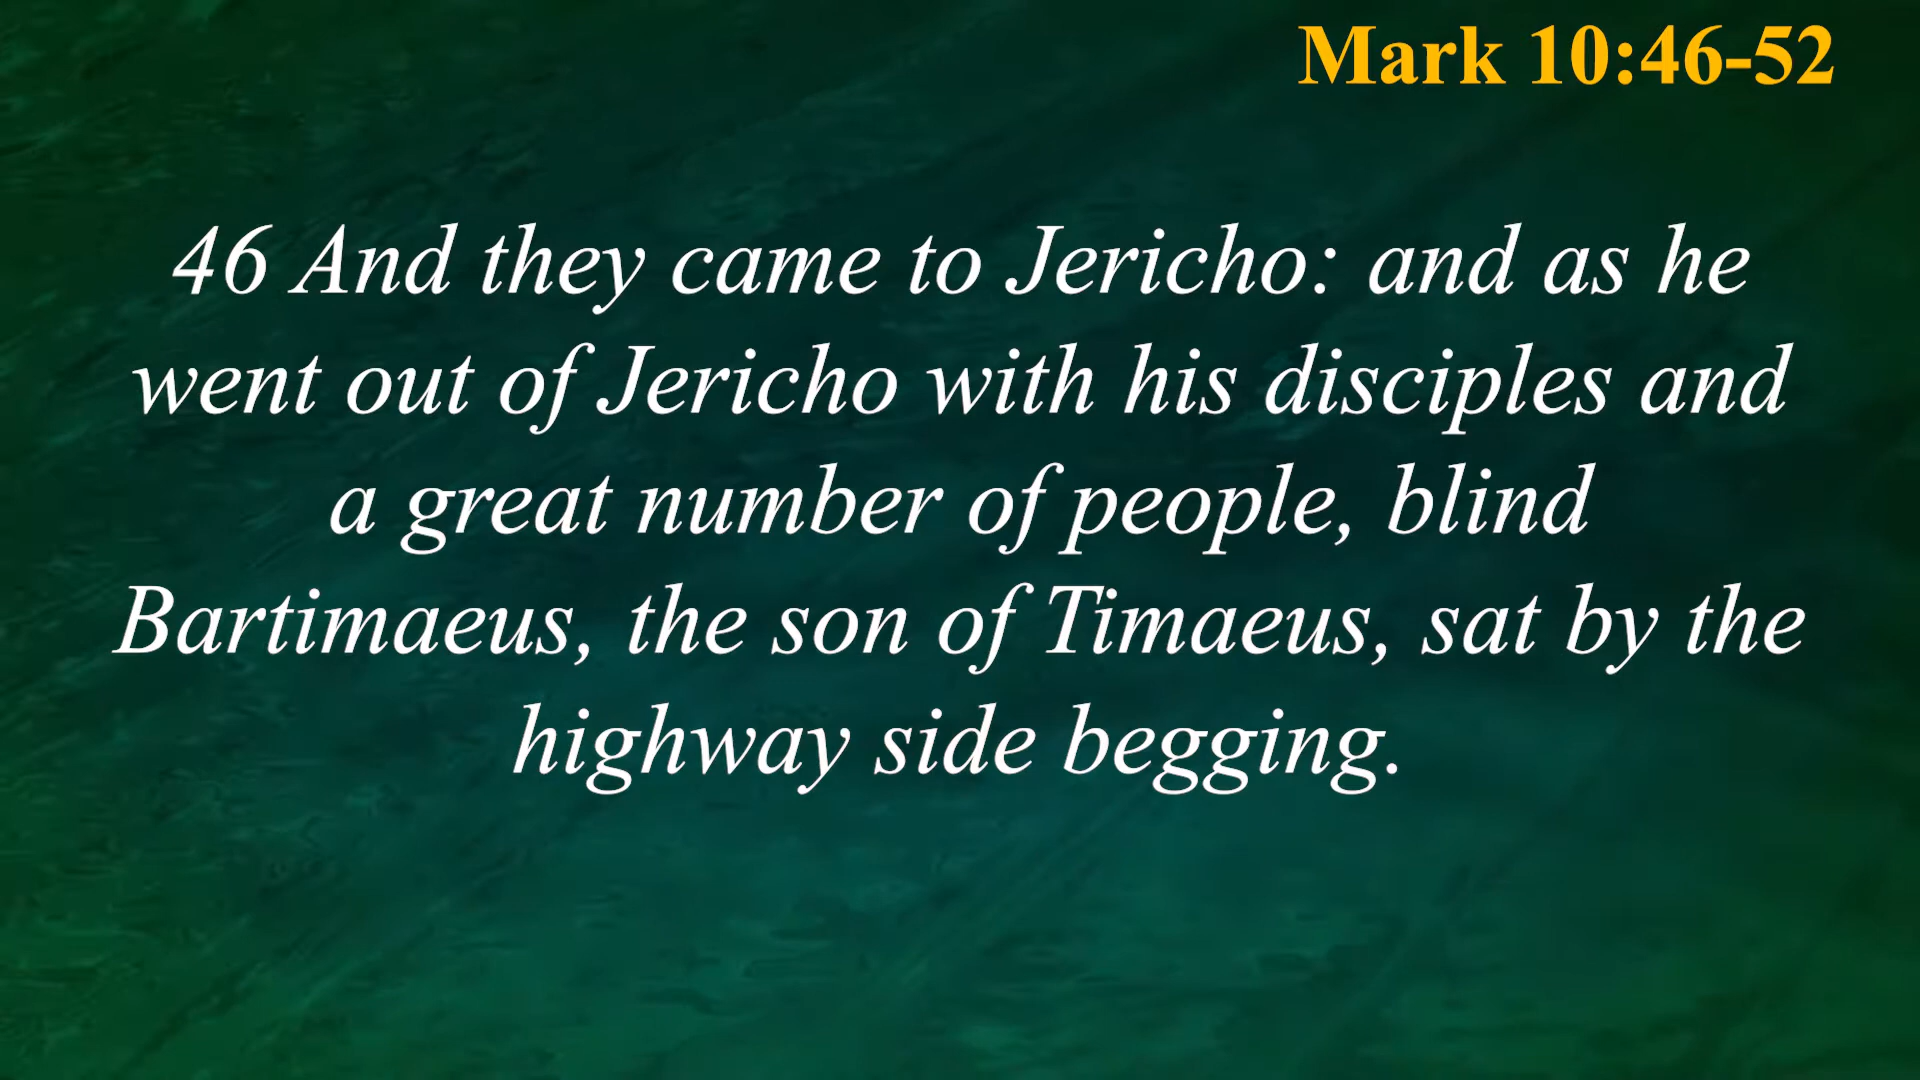 Mark 10:46-52
46 And they came to Jericho: and as he
went out of Jericho with his disciples and
a great number of people, blind
Bartimaeus, the son of Timaeus, sat by the
highway side begging.